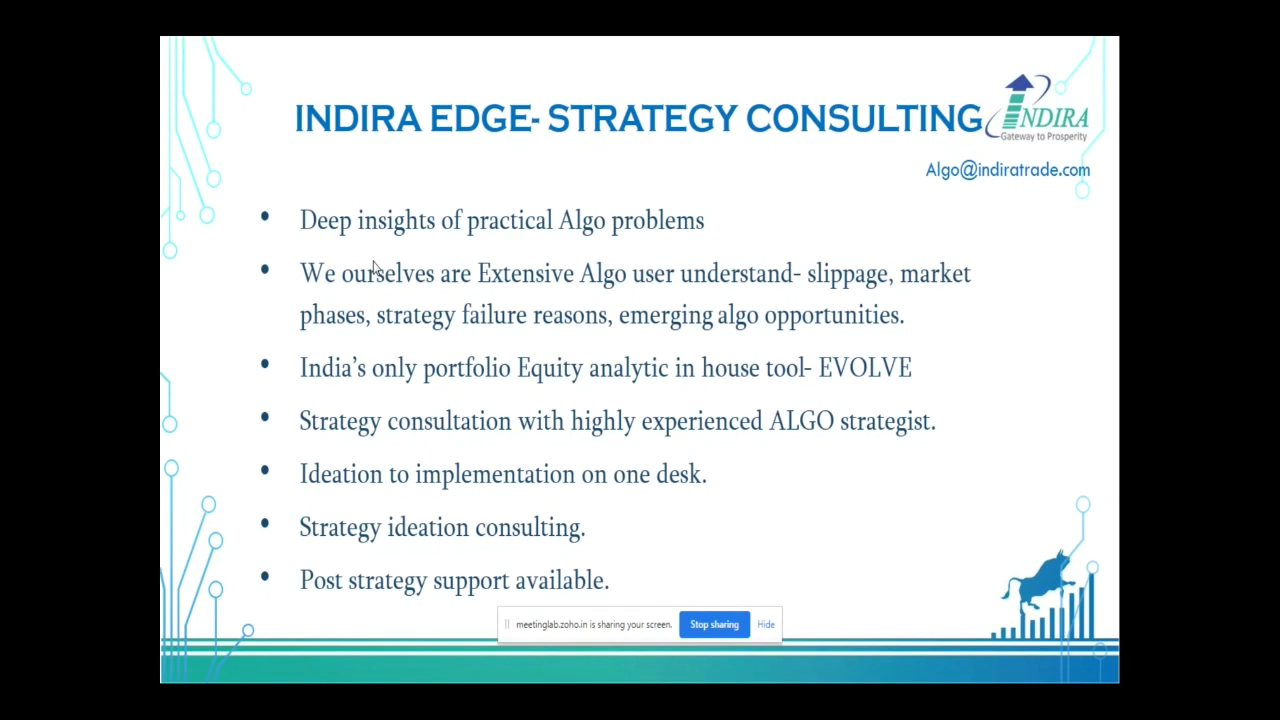 INDIRA EDGE- STRATEGY CONSULTING
INDIRA
Gateway to Prosperity
Algo@indiratrade.com
• Deep insights of practical Algo problems
• We ourselves are Extensive Algo user understand- slippage, market
phases, strategy failure reasons, emerging algo opportunities.
• India’s only portfolio Equity analytic in house tool- EVOLVE
• Strategy consultation with highly experienced ALGO strategist.
• Ideation to implementation on one desk.
• Strategy ideation consulting.
• Post strategy support available.
meetinglab.zoho.in is sharing your screen. Stop sharing Hide